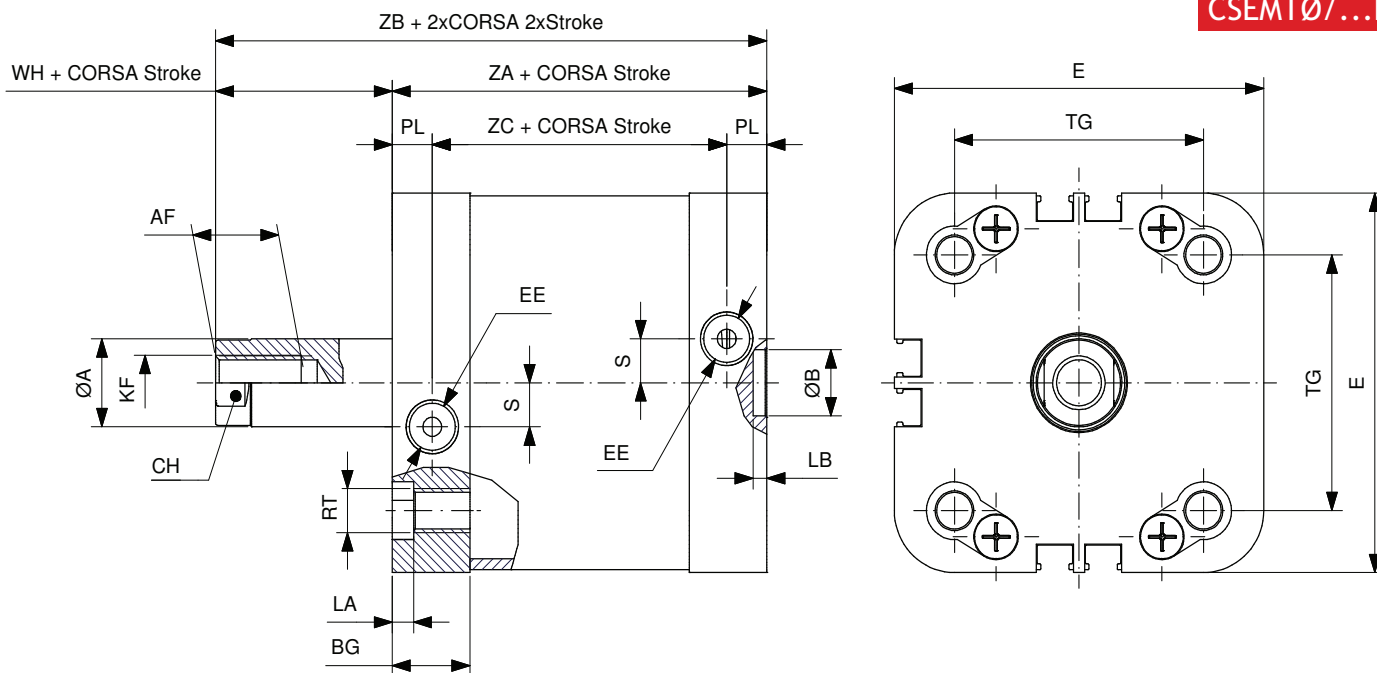 CSEMTØ7...
ZB + 2xCORSA 2xStroke
WH + CORSA Stroke
ZA + CORSA Stroke
E
PL
ZC + CORSA Stroke
PL
TG
AF
EE
S
ØA
KF
S
ØB
TG
E
CH
EE
LB
RT
LA
BG